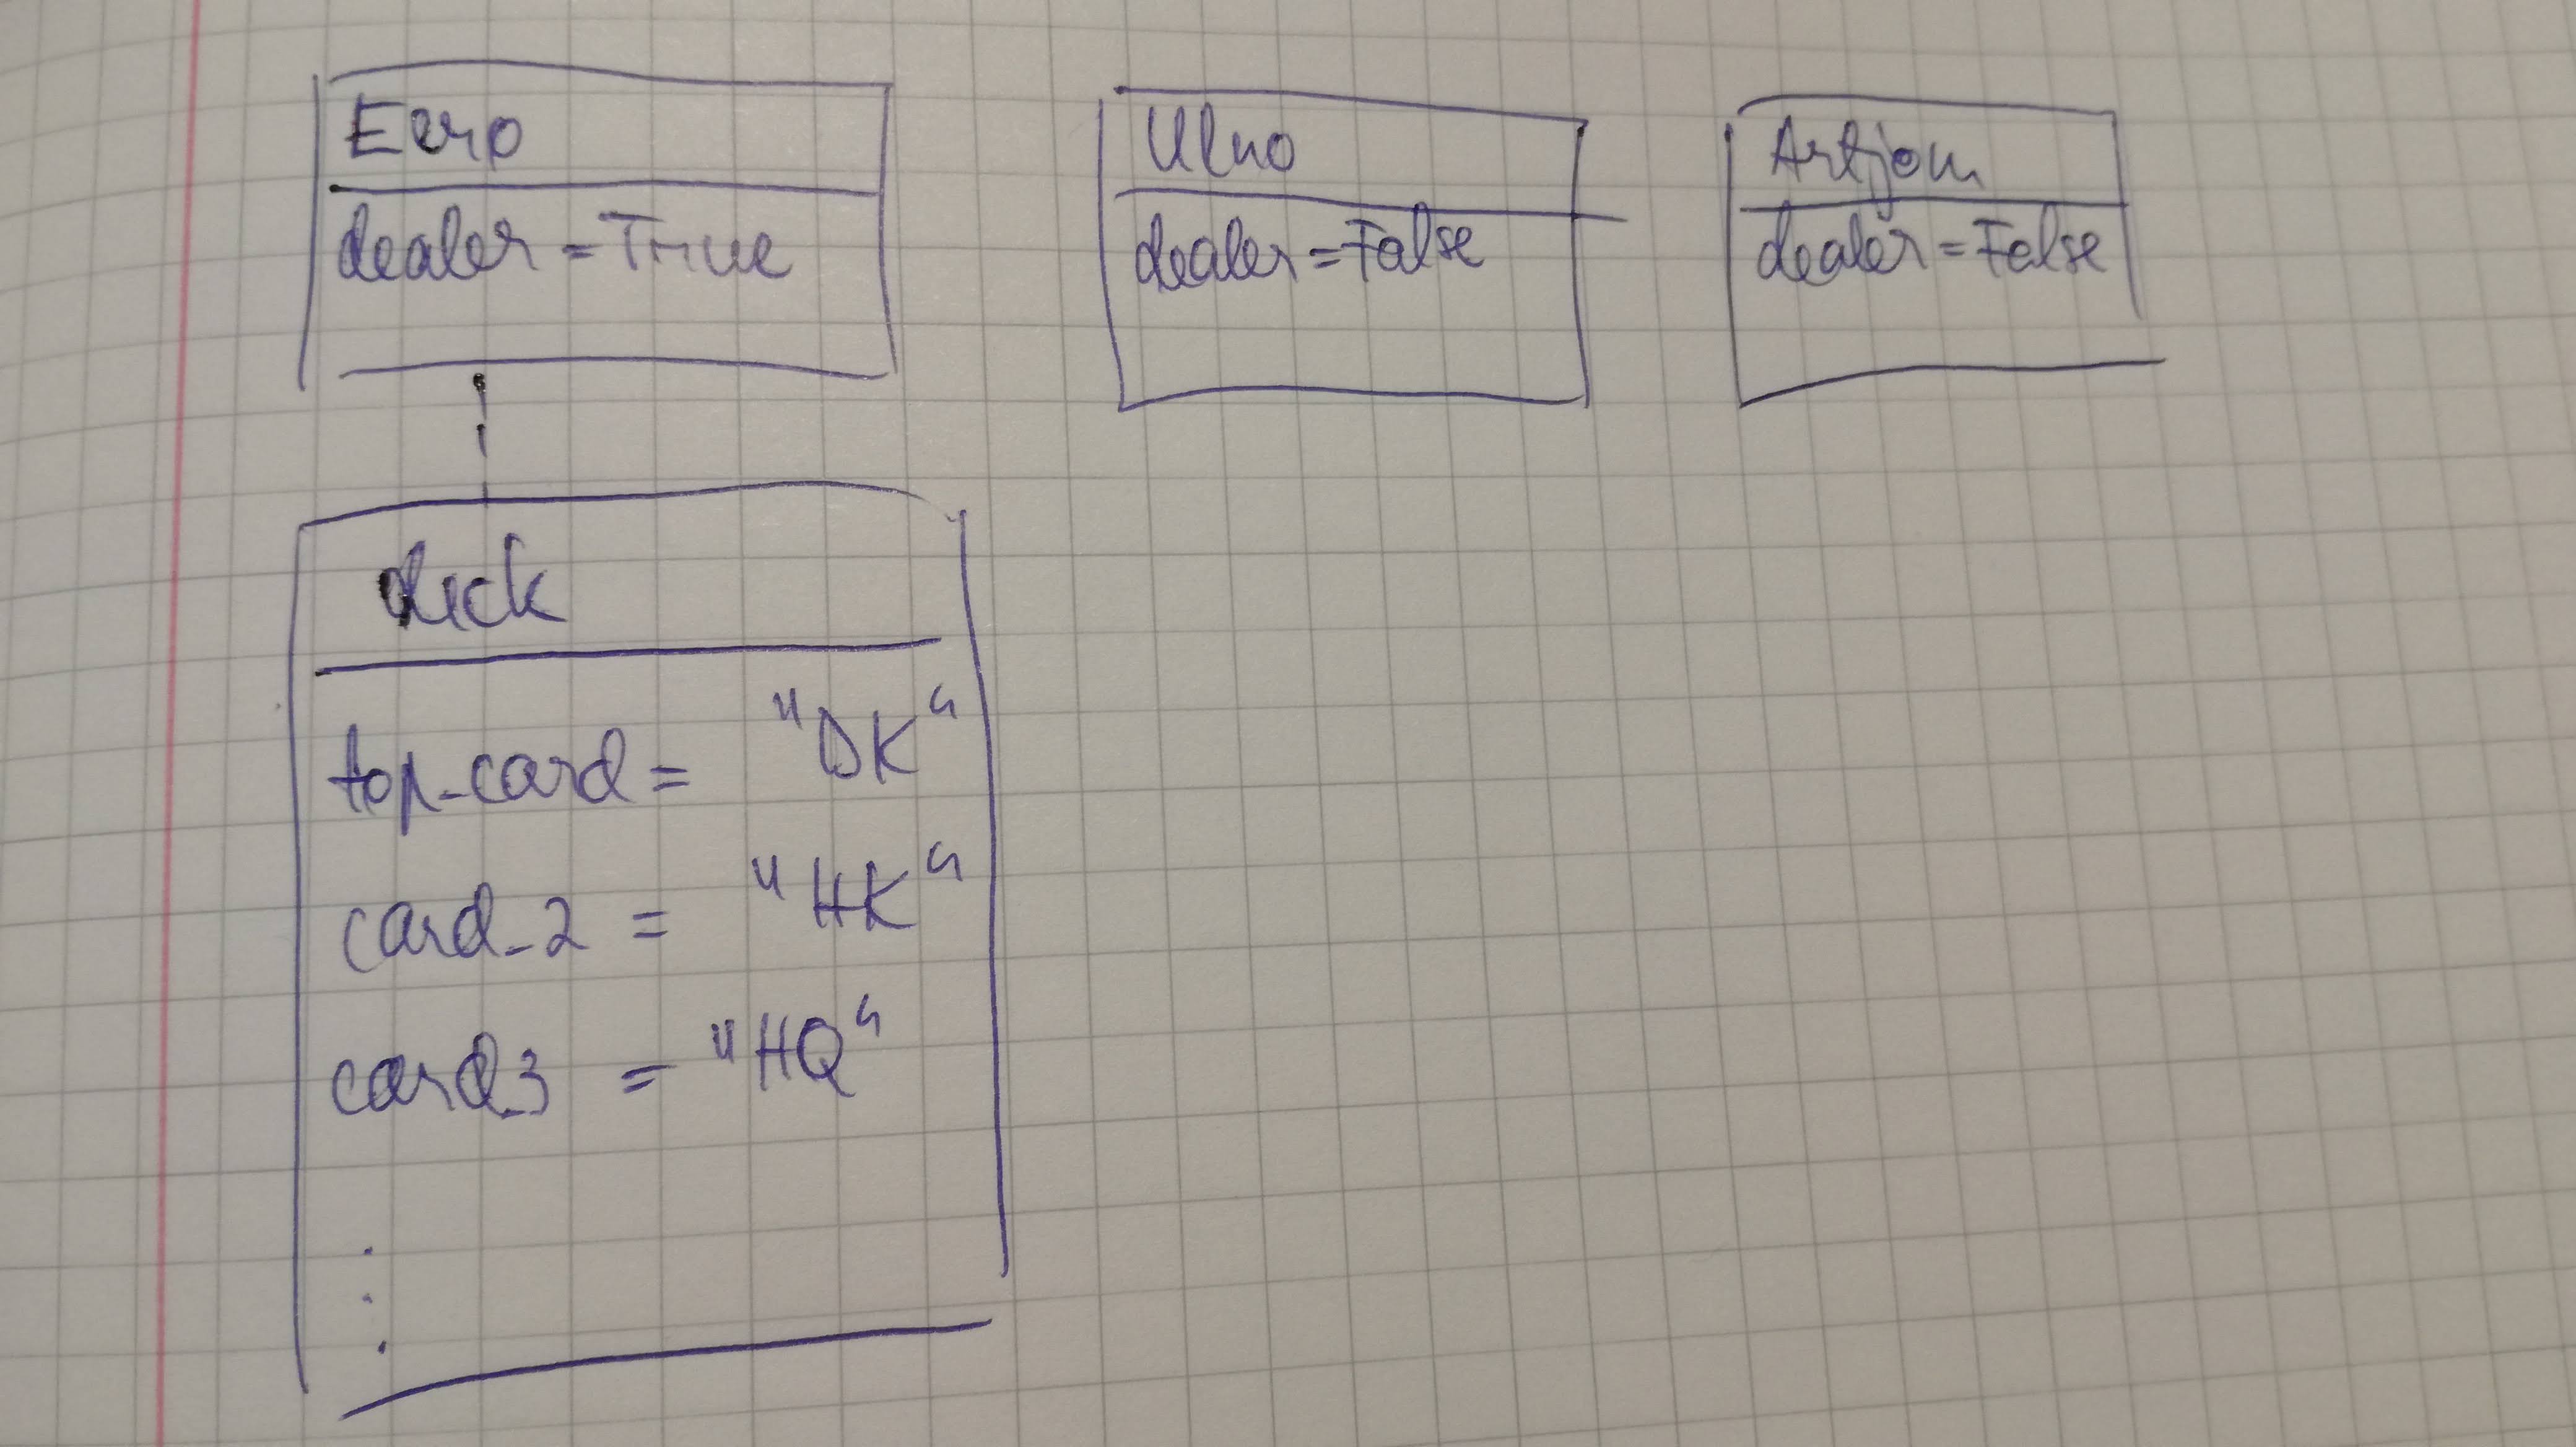 Eero
dealer = True
Ulno
dealer = False
Artjom
dealer = False
deck
top_card = "DK"
card_2 = "HK"
card_3 = "HQ"
.
.
.